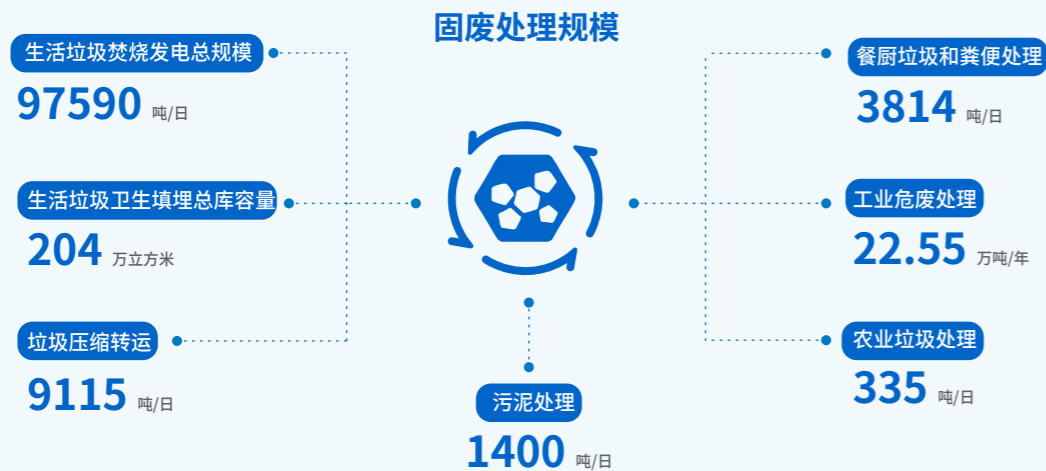 固废处理规模
生活垃圾焚烧发电总规模
97590 吨/日
生活垃圾卫生填埋总库容量
204 万立方米
垃圾压缩转运
9115 吨/日
污泥处理
1400 吨/日
餐厨垃圾和粪便处理
3814 吨/日
工业危废处理
22.55 万吨/年
农业垃圾处理
335 吨/日